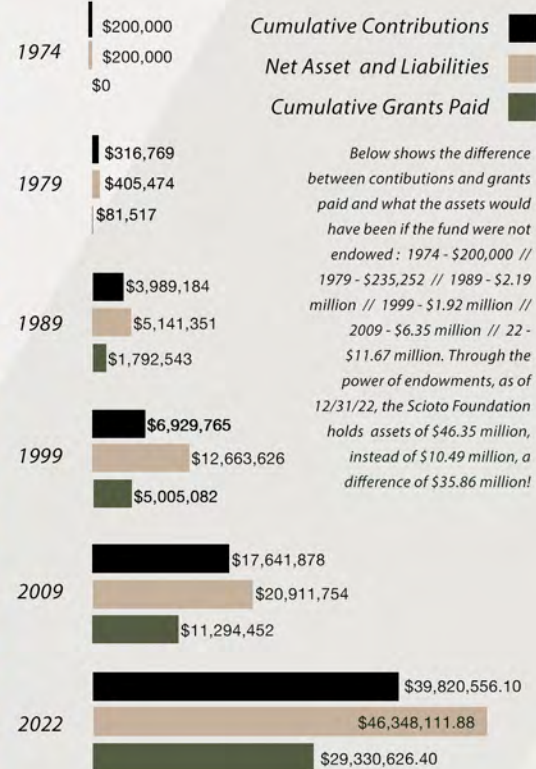 Cumulative Contributions
Net Asset and Liabilities
Cumulative Grants Paid
1974
$200,000
$200,000
$0
Below shows the difference
between contibutions and grants
paid and what the assets would
have been if the fund were not
endowed : 1974 - $200,000 //
1979 - $235,252 // 1989 - $2.19
million // 1999 - $1.92 million //
2009 - $6.35 million // 22 -
$11.67 million. Through the
power of endowments, as of
12/31/22, the Scioto Foundation
holds assets of $46.35 million,
instead of $10.49 million, a
difference of $35.86 million!
1979
$316,769
$405,474
$81,517
1989
$3,989,184
$5,141,351
$1,792,543
1999
$6,929,765
$12,663,626
$5,005,082
2009
$17,641,878
$20,911,754
$11,294,452
2022
$39,820,556.10
$46,348,111.88
$29,330,626.40